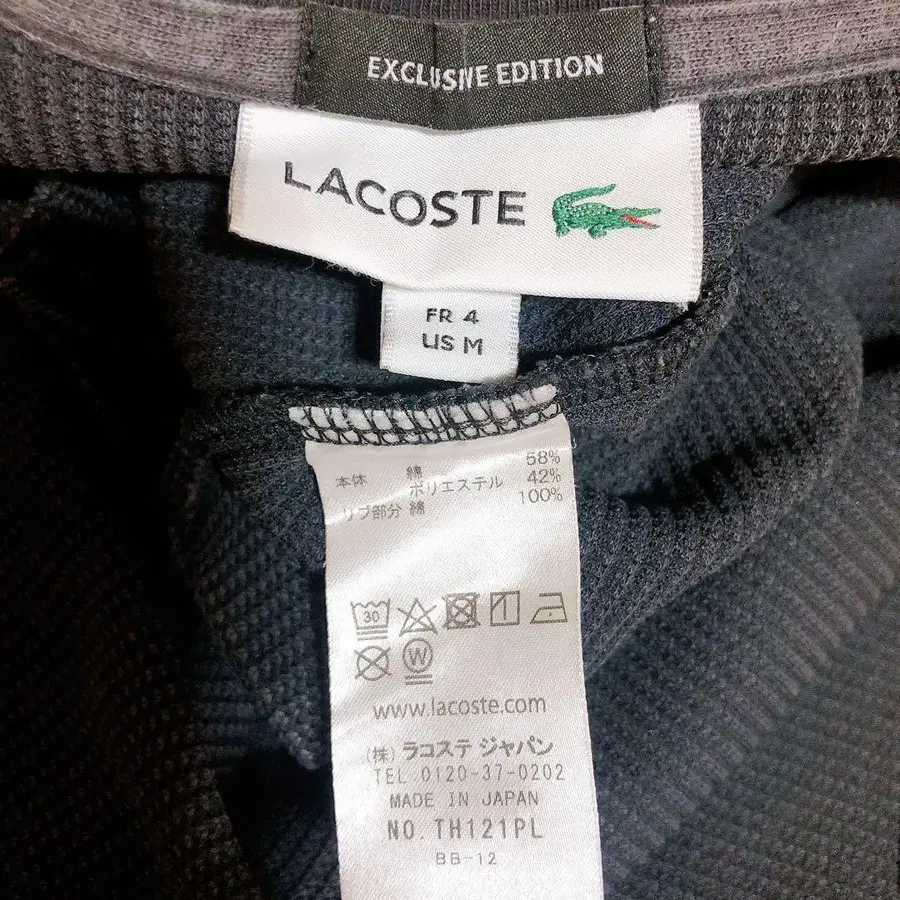 EXCLUSIVE EDITION
LACOSTE
FR 4
US M
本体 綿 58%
ポリエステル 42%
リブ部分 綿 100%
30
W
www.lacoste.com
(株) ラコステ ジャパン
TEL.0120-37-0202
MADE IN JAPAN
NO.TH121PL
BB-12